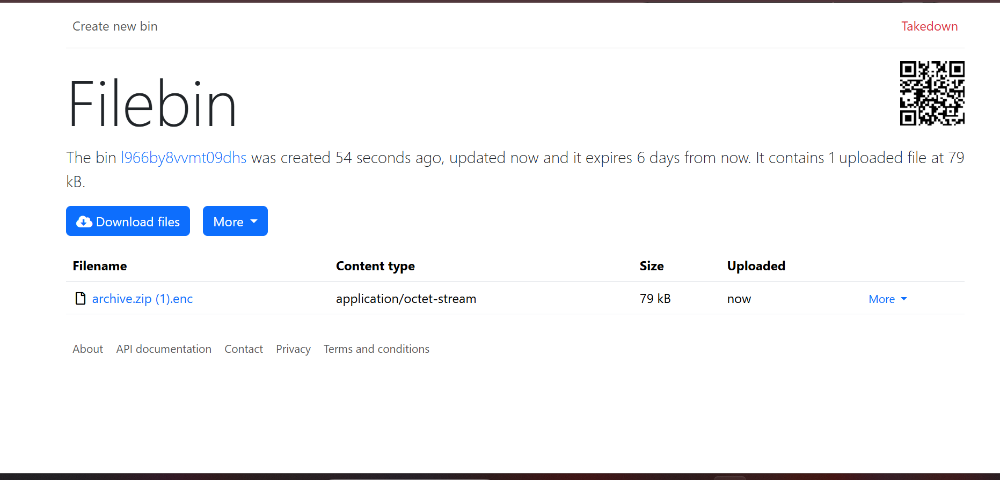 Create new bin
Takedown
Filebin
The bin l966by8vvmt09dhs was created 54 seconds ago, updated now and it expires 6 days from now. It contains 1 uploaded file at 79
kB.
Download files
More
Filename Content type Size Uploaded
archive.zip (1).enc application/octet-stream 79 kB now More
About API documentation Contact Privacy Terms and conditions